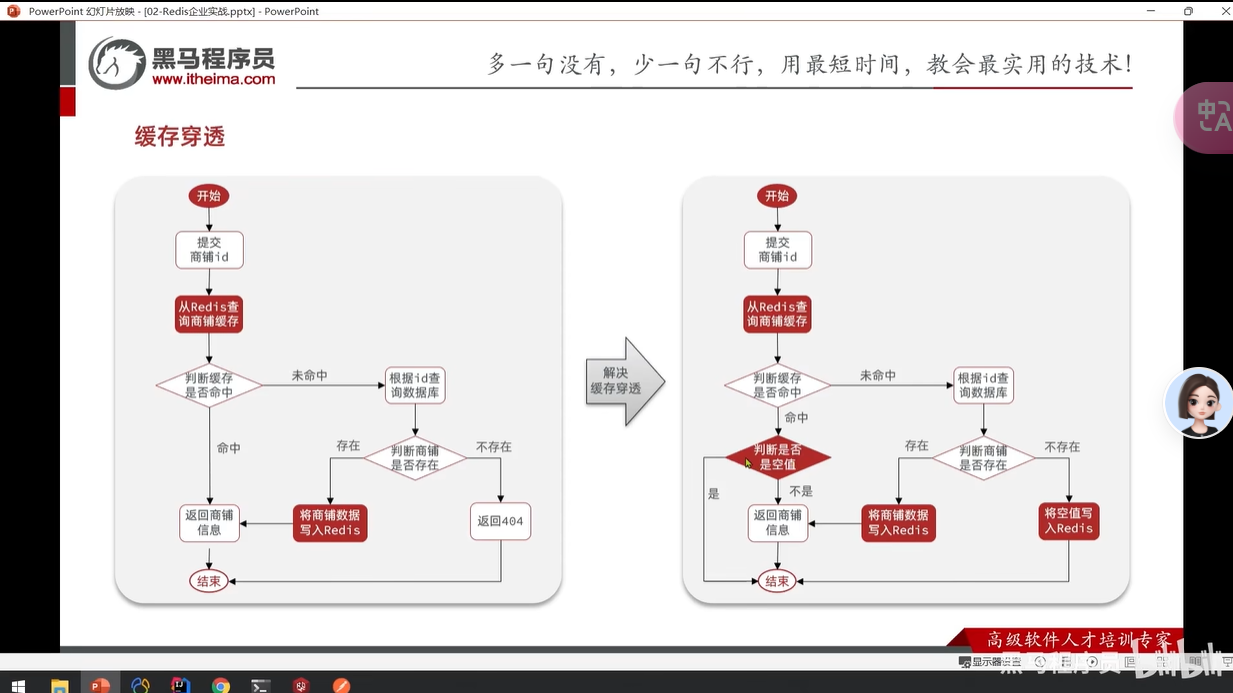 PowerPoint 幻灯片放映 - [02-Redis企业实战.pptx] - PowerPoint
黑马程序员
www.itheima.com
多一句没有，少一句不行，用最短时间，教会最实用的技术！
中
A
缓存穿透
开始
提交
商铺id
从Redis查
询商铺缓存
判断缓存
是否命中
未命中
根据id查
询数据库
命中
存在
判断商铺
是否存在
不存在
返回商铺
信息
将商铺数据
写入Redis
返回404
结束
解决
缓存穿透
开始
提交
商铺id
从Redis查
询商铺缓存
判断缓存
是否命中
未命中
根据id查
询数据库
命中
判断是否
是空值
存在
判断商铺
是否存在
不存在
是
不是
返回商铺
信息
将商铺数据
写入Redis
将空值写
入Redis
结束
高级软件人才培训专家
显示器设置
黑马程序员
bilibili